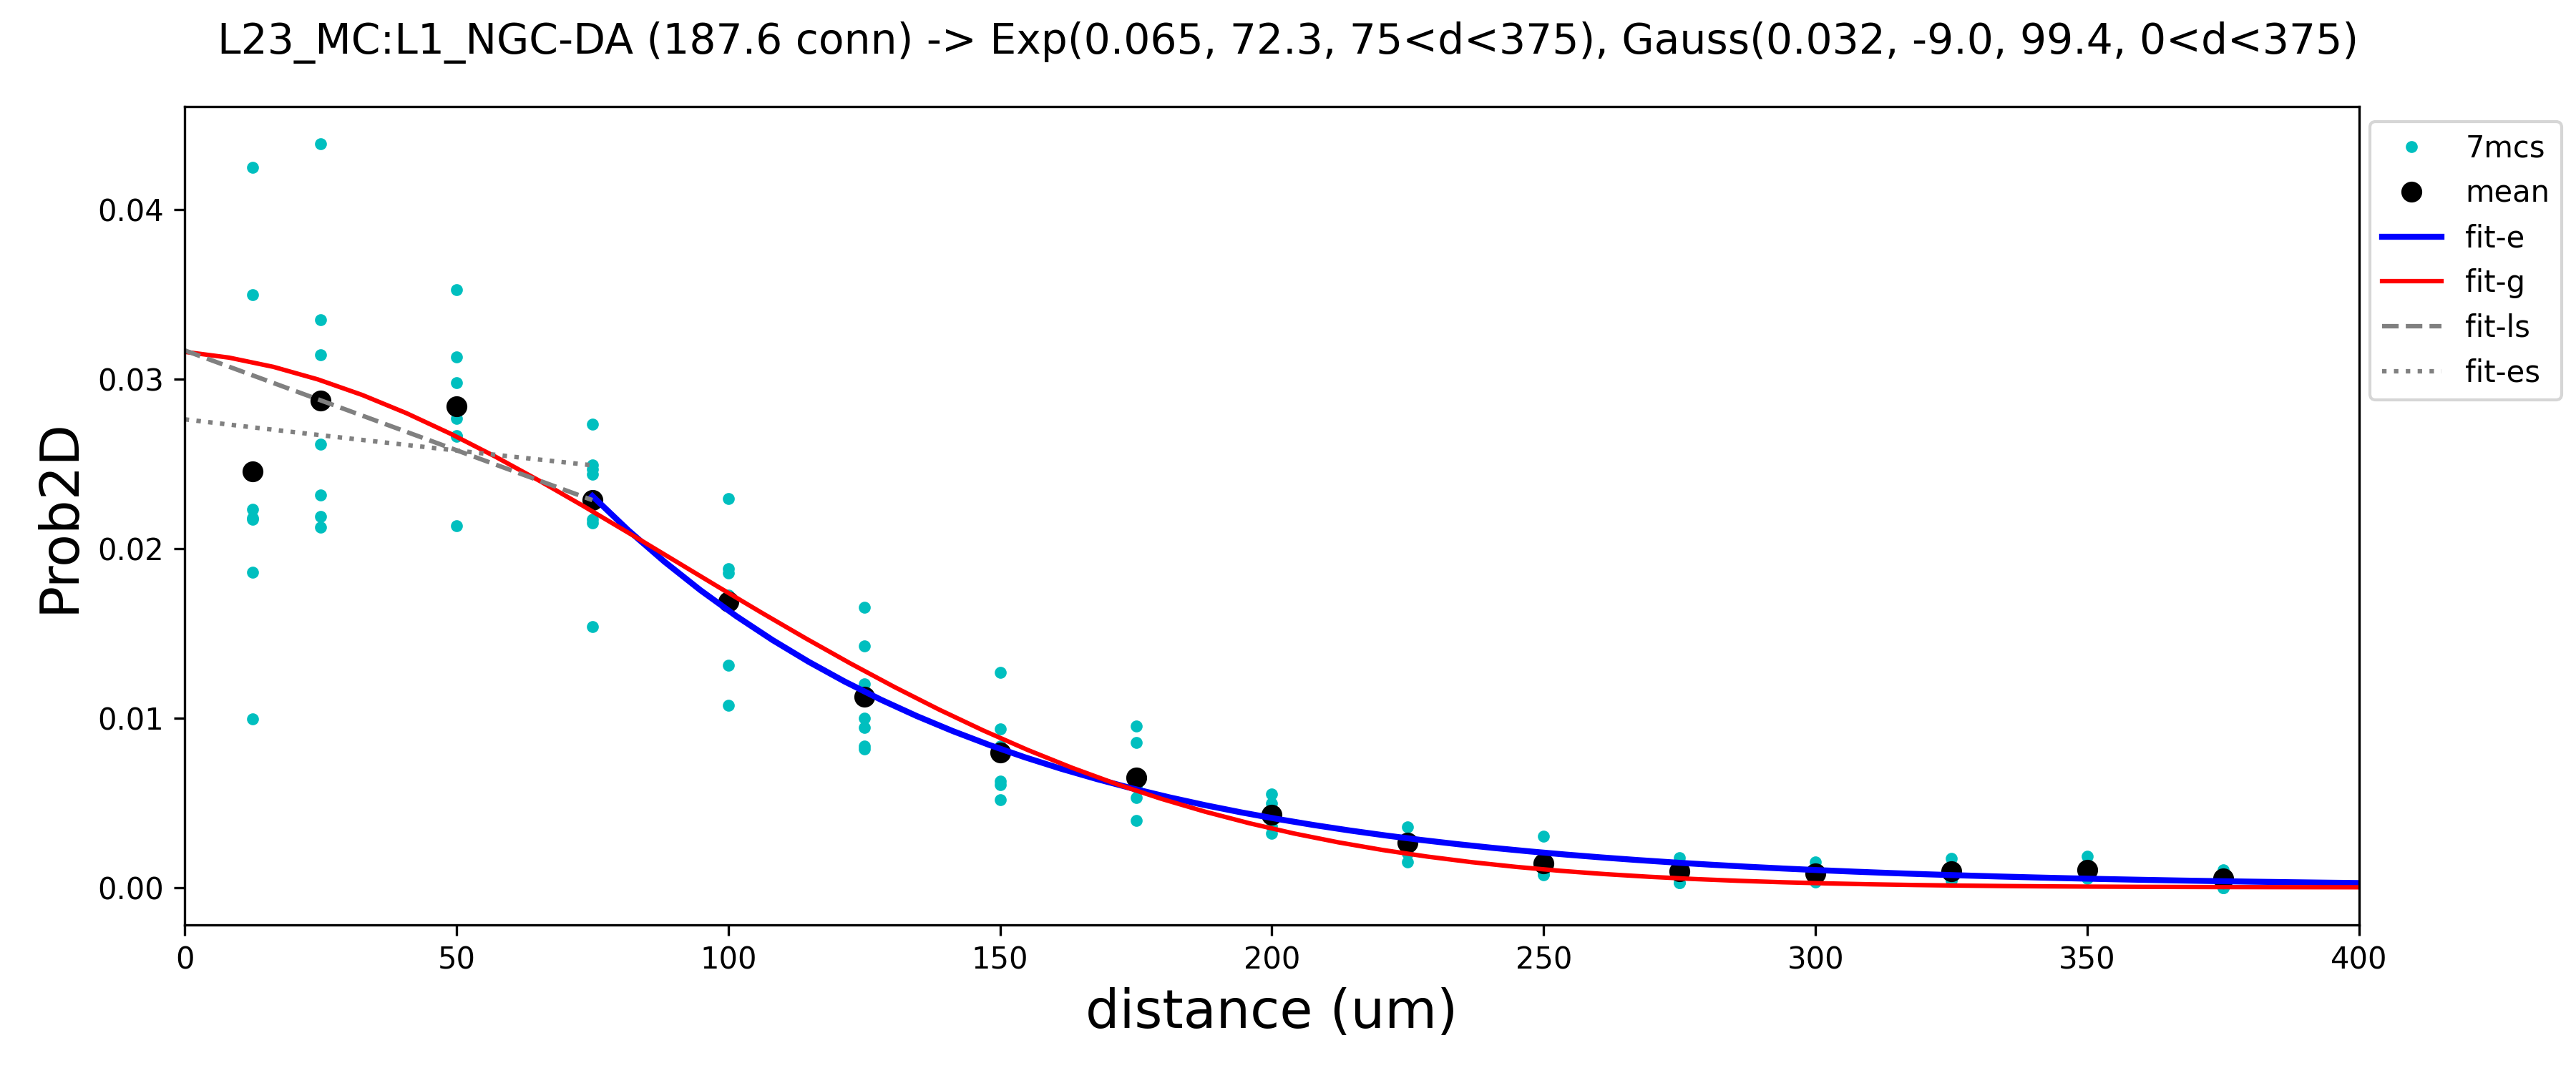 L23_MC:L1_NGC-DA (187.6 conn) -> Exp(0.065, 72.3, 75<d<375), Gauss(0.032, -9.0, 99.4, 0<d<375)
7mcs
mean
fit-e
fit-g
fit-ls
fit-es
Prob2D
0.04
0.03
0.02
0.01
0.00
0 50 100 150 200 250 300 350 400
distance (um)